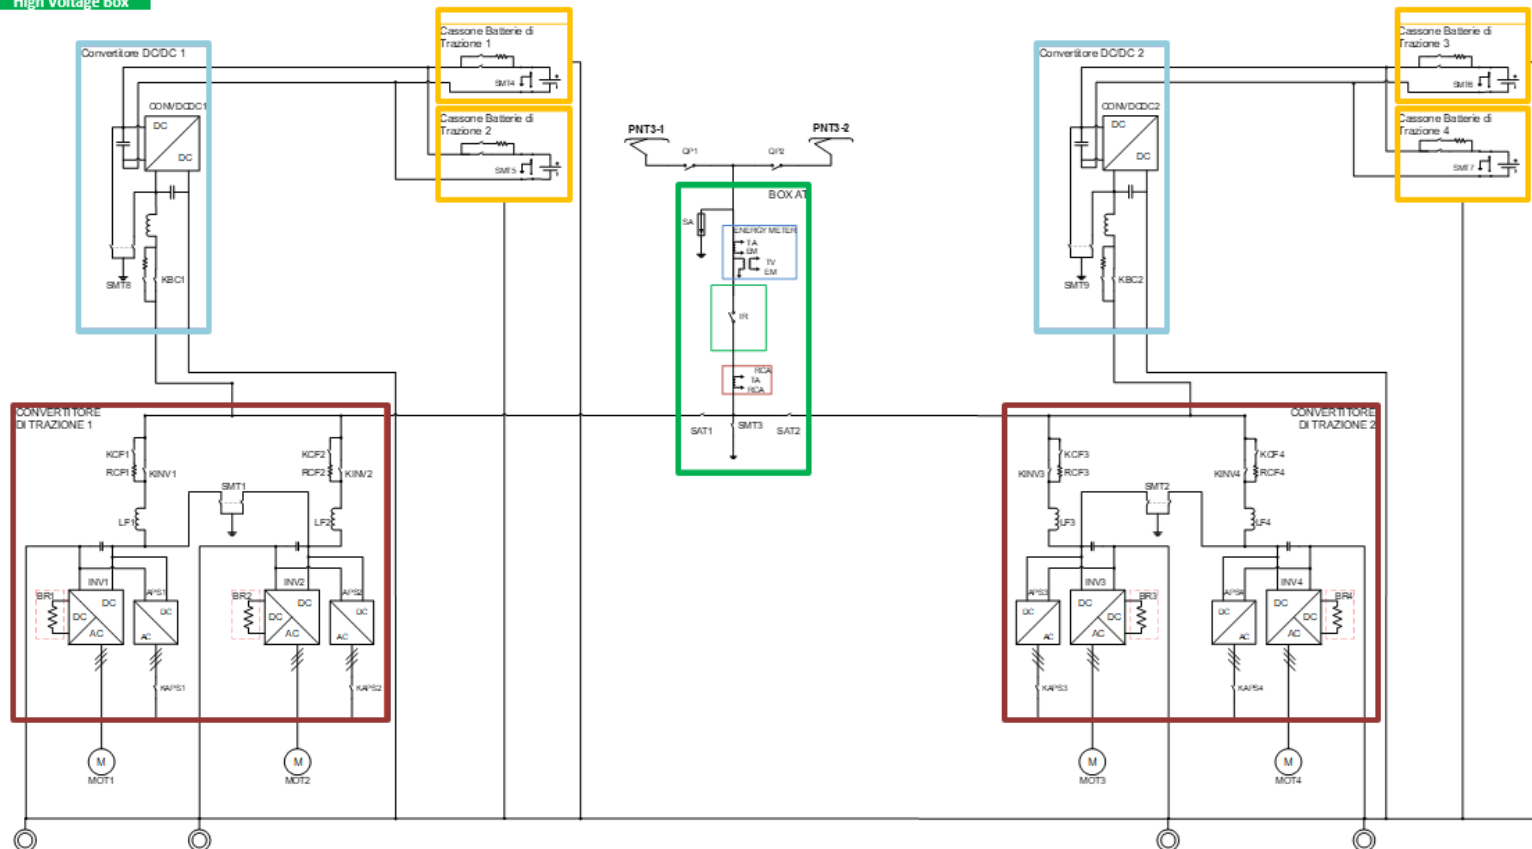 High Voltage Box
Convertitore DC/DC 1
CONVDCDC1
DC
DC
SMT8
KBC1
Cassone Batterie di
Trazione 1
SMT4
Cassone Batterie di
Trazione 2
SMT5
PNT3-1
PNT3-2
QP1
QP2
BOX AT
SA
ENERGY METER
TA
EM
TV
EM
IR
RCA
TA
RCA
SAT1
SMT3
SAT2
Convertitore DC/DC 2
CONVDCDC2
DC
DC
SMT9
KBC2
Cassone Batterie di
Trazione 3
SMT6
Cassone Batterie di
Trazione 4
SMT7
CONVERTITORE
DI TRAZIONE 1
KCF1
RCF1
KINV1
KCF2
RCF2
KINV2
SMT1
LF1
LF2
BR1
INV1
DC
DC
AC
APS1
DC
AC
BR2
INV2
DC
DC
AC
APS2
DC
AC
KAPS1
KAPS2
M
MOT1
M
MOT2
CONVERTITORE
DI TRAZIONE 2
KCF3
KINV3
RCF3
KCF4
KINV4
RCF4
SMT2
LF3
LF4
APS3
DC
AC
INV3
DC
DC
AC
BR3
APS4
DC
AC
INV4
DC
DC
AC
BR4
KAPS3
KAPS4
M
MOT3
M
MOT4